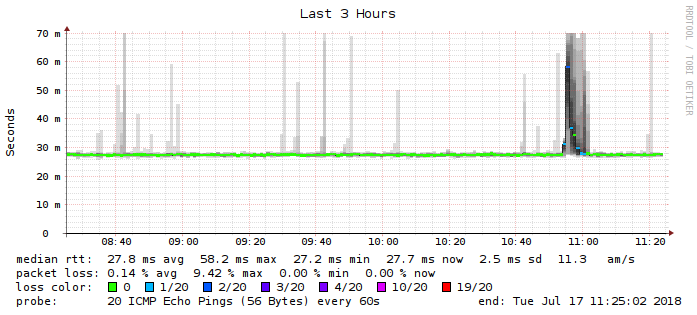 Last 3 Hours
RRDTOOL / TOBI OETIKER
Seconds
70 m
60 m
50 m
40 m
30 m
20 m
10 m
0
08:40 09:00 09:20 09:40 10:00 10:20 10:40 11:00 11:20
median rtt: 27.8 ms avg 58.2 ms max 27.2 ms min 27.7 ms now 2.5 ms sd 11.3 am/s
packet loss: 0.14 % avg 9.42 % max 0.00 % min 0.00 % now
loss color: 0 1/20 2/20 3/20 4/20 10/20 19/20
probe: 20 ICMP Echo Pings (56 Bytes) every 60s end: Tue Jul 17 11:25:02 2018